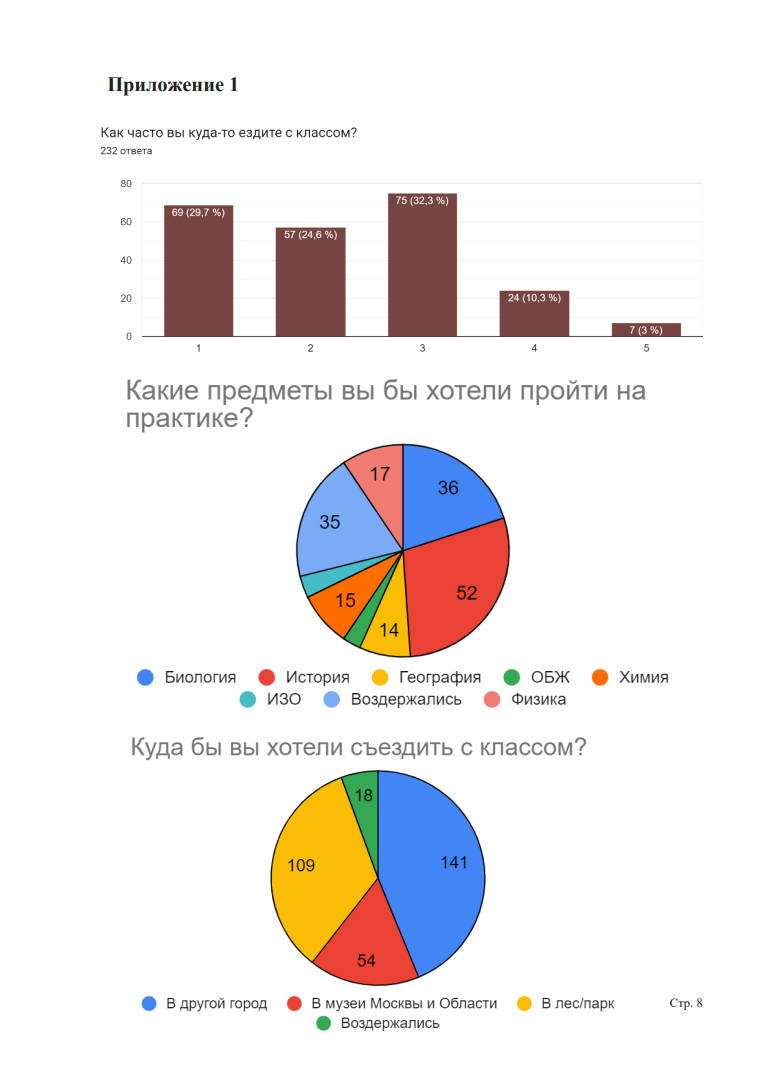 Приложение 1
Как часто вы куда-то ездите с классом?
232 ответа
80
60
40
20
0
69 (29,7 %)
57 (24,6 %)
75 (32,3 %)
24 (10,3 %)
7 (3 %)
1 2 3 4 5
Какие предметы вы бы хотели пройти на
практике?
17
36
35
52
15
14
Биология История География ОБЖ Химия
ИЗО Воздержались Физика
Куда бы вы хотели съездить с классом?
18
141
109
54
В другой город В музеи Москвы и Области В лес/парк
Стр. 8
Воздержались